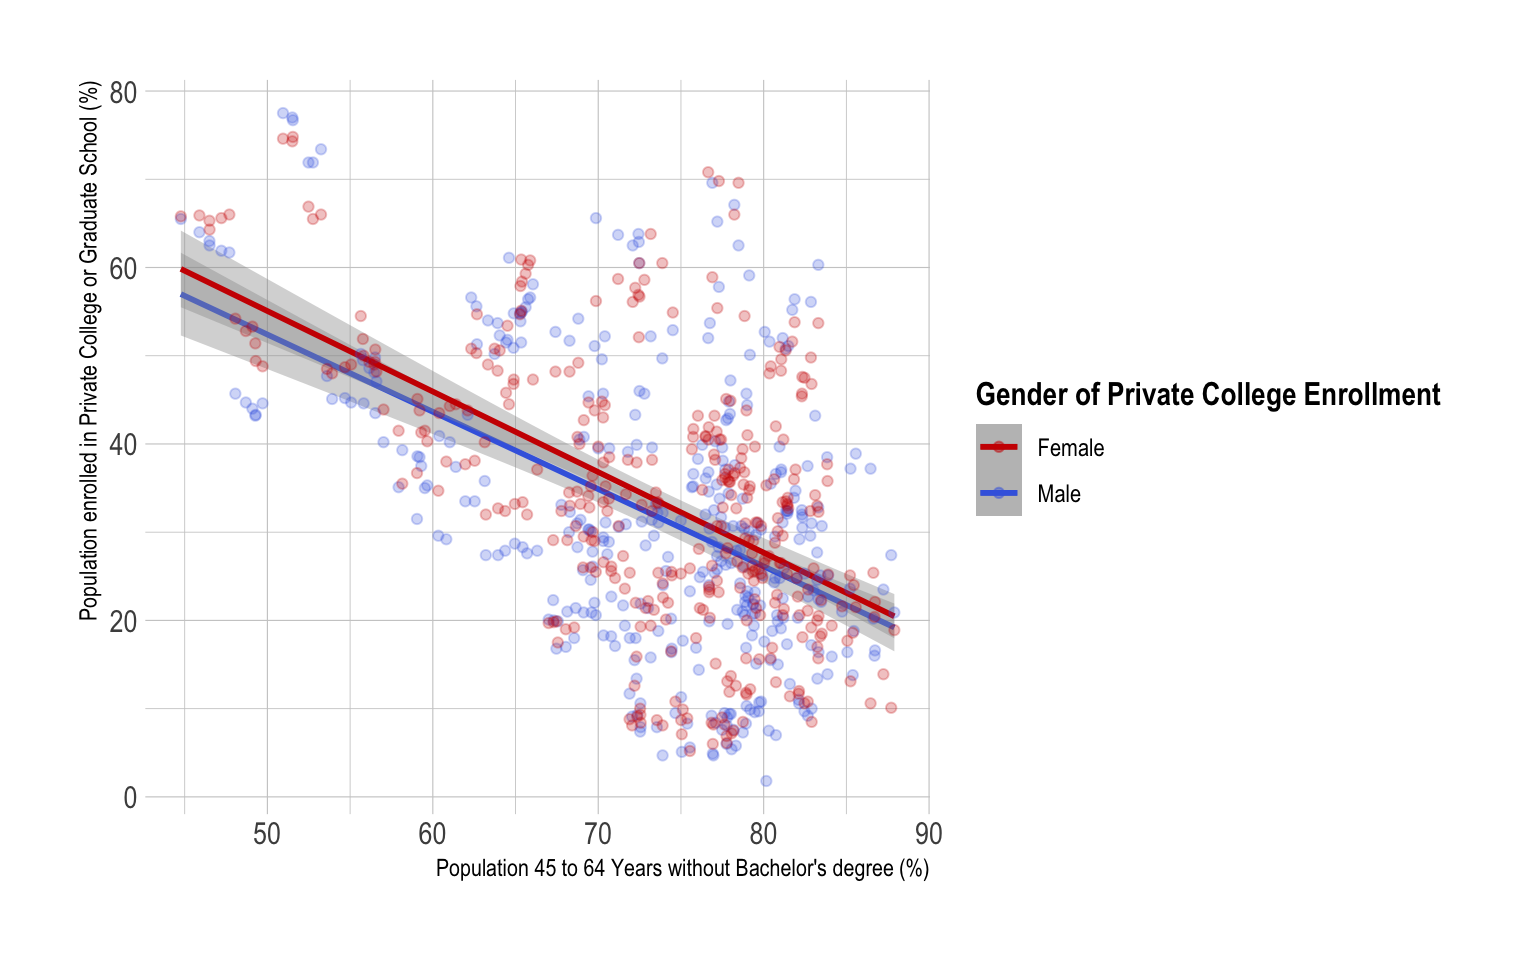 Population enrolled in Private College or Graduate School (%)
80
60
40
20
0
50 60 70 80 90
Population 45 to 64 Years without Bachelor's degree (%)
Gender of Private College Enrollment
Female
Male